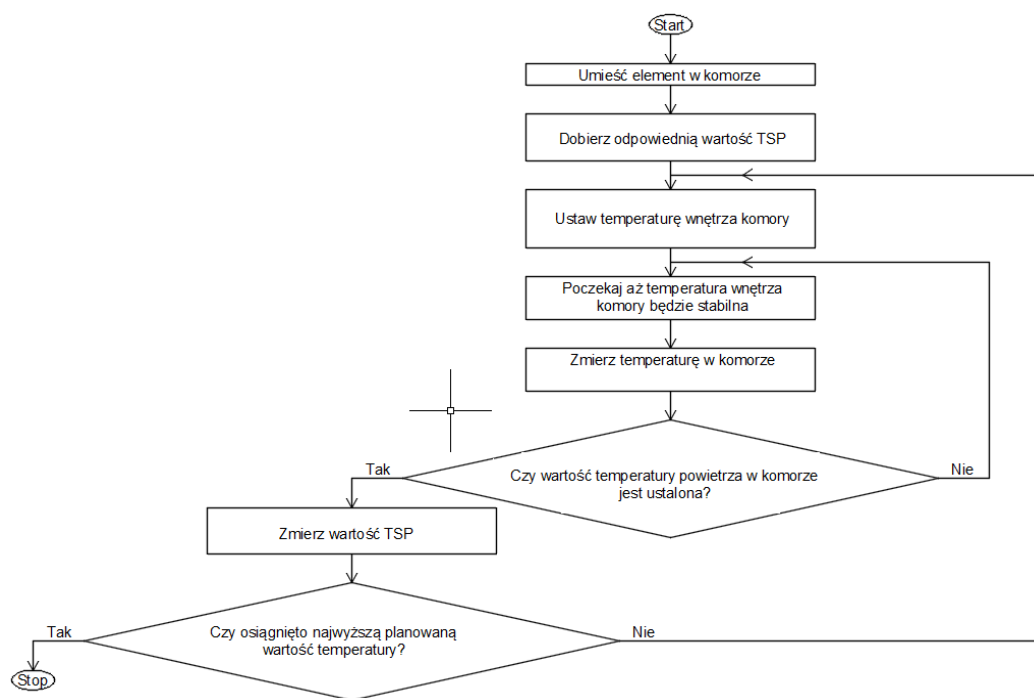 Start
Umieść element w komorze
Dobierz odpowiednią wartość TSP
Ustaw temperaturę wnętrza komory
Poczekaj aż temperatura wnętrza
komory będzie stabilna
Zmierz temperaturę w komorze
Czy wartość temperatury powietrza w komorze
jest ustalona?
Tak
Nie
Zmierz wartość TSP
Czy osiągnięto najwyższą planowaną
wartość temperatury?
Tak
Nie
Stop